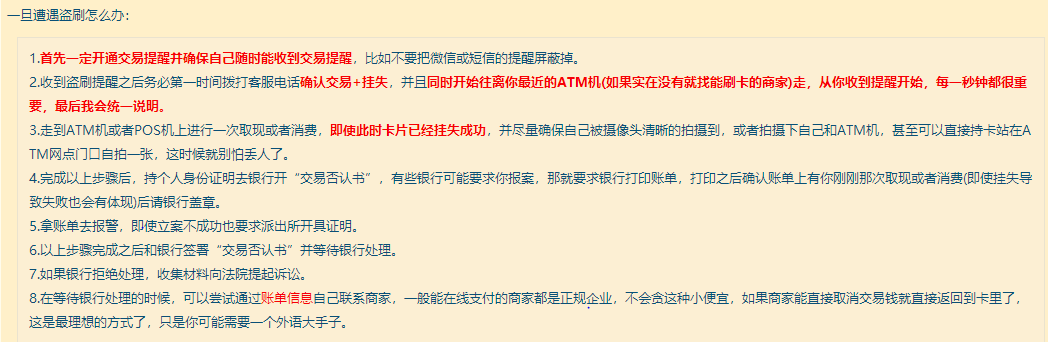 一旦遭遇盗刷怎么办：
1.首先一定开通交易提醒并确保自己随时能收到交易提醒，比如不要把微信或短信的提醒屏蔽掉。
2.收到盗刷提醒之后务必第一时间拨打客服电话确认交易+挂失，并且同时开始往离你最近的ATM机(如果实在没有就找能刷卡的商家)走，从你收到提醒开始，每一秒钟都很重
要，最后我会统一说明。
3.走到ATM机或者POS机上进行一次取现或者消费，即使此时卡片已经挂失成功，并尽量确保自己被摄像头清晰的拍摄到，或者拍摄下自己和ATM机，甚至可以直接持卡站在A
TM网点门口自拍一张，这时候就别怕丢人了。
4.完成以上步骤后，持个人身份证明去银行开“交易否认书”，有些银行可能要求你报案，那就要求银行打印账单，打印之后确认账单上有你刚刚那次取现或者消费(即使挂失导
致失败也会有体现)后请银行盖章。
5.拿账单去报警，即使立案不成功也要求派出所开具证明。
6.以上步骤完成之后和银行签署“交易否认书”并等待银行处理。
7.如果银行拒绝处理，收集材料向法院提起诉讼。
8.在等待银行处理的时候，可以尝试通过账单信息自己联系商家，一般能在线支付的商家都是正规企业，不会贪这种小便宜，如果商家能直接取消交易钱就直接返回到卡里了，
这是最理想的方式了，只是你可能需要一个外语大手子。